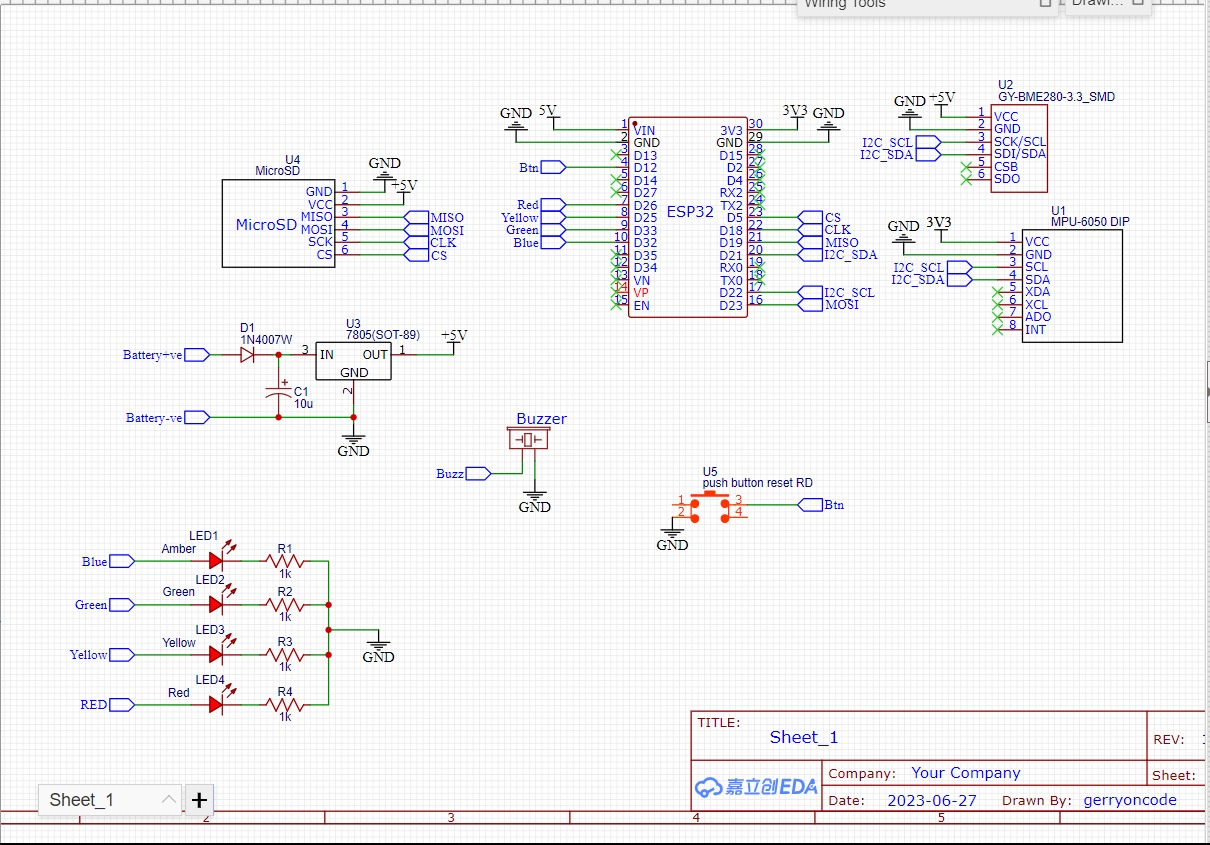 Wiring Tools
Drawi...
U2
GY-BME280-3.3_SMD
GND +5V
1 VCC
2 GND
I2C_SCL 3 SCK/SCL
I2C_SDA 4 SDI/SDA
5 CSB
6 SDO
GND 5V
3V3 GND
1 VIN 3V3 30
2 GND GND 29
3 D13 D15 28
Btn 4 D12 D2 27
5 D14 D4 26
6 D27 RX2 25
Red 7 D26 TX2 24
Yellow 8 D25 ESP32 D5 23 CS
Green 9 D33 D18 22 CLK
Blue 10 D32 D19 21 MISO
11 D35 D21 20 I2C_SDA
12 D34 RX0 19
13 VN TX0 18
14 VP D22 17 I2C_SCL
15 EN D23 16 MOSI
U4
MicroSD
GND
+5V
MicroSD
GND 1
VCC 2
MISO 3 MISO
MOSI 4 MOSI
SCK 5 CLK
CS 6 CS
U1
MPU-6050 DIP
GND 3V3
1 VCC
2 GND
I2C_SCL 3 SCL
I2C_SDA 4 SDA
5 XDA
6 XCL
7 ADO
8 INT
D1
1N4007W
U3
7805(SOT-89)
+5V
Battery+ve
3 IN OUT 1
GND
2
+
C1
10u
Battery-ve
GND
Buzzer
Buzz
GND
U5
push button reset RD
1 3
2 4
Btn
GND
LED1
Amber
Blue
R1
1k
LED2
Green
Green
R2
1k
LED3
Yellow
Yellow
R3
1k
GND
LED4
Red
RED
R4
1k
TITLE:
Sheet_1
REV:
嘉立创EDA
Company: Your Company
Sheet:
Date: 2023-06-27 Drawn By: gerryoncode
Sheet_1 +
2 3 4 5